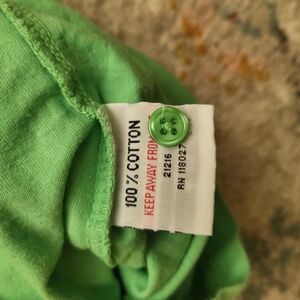 100% COTTON
KEEP AWAY FROM
21216
RN 118027